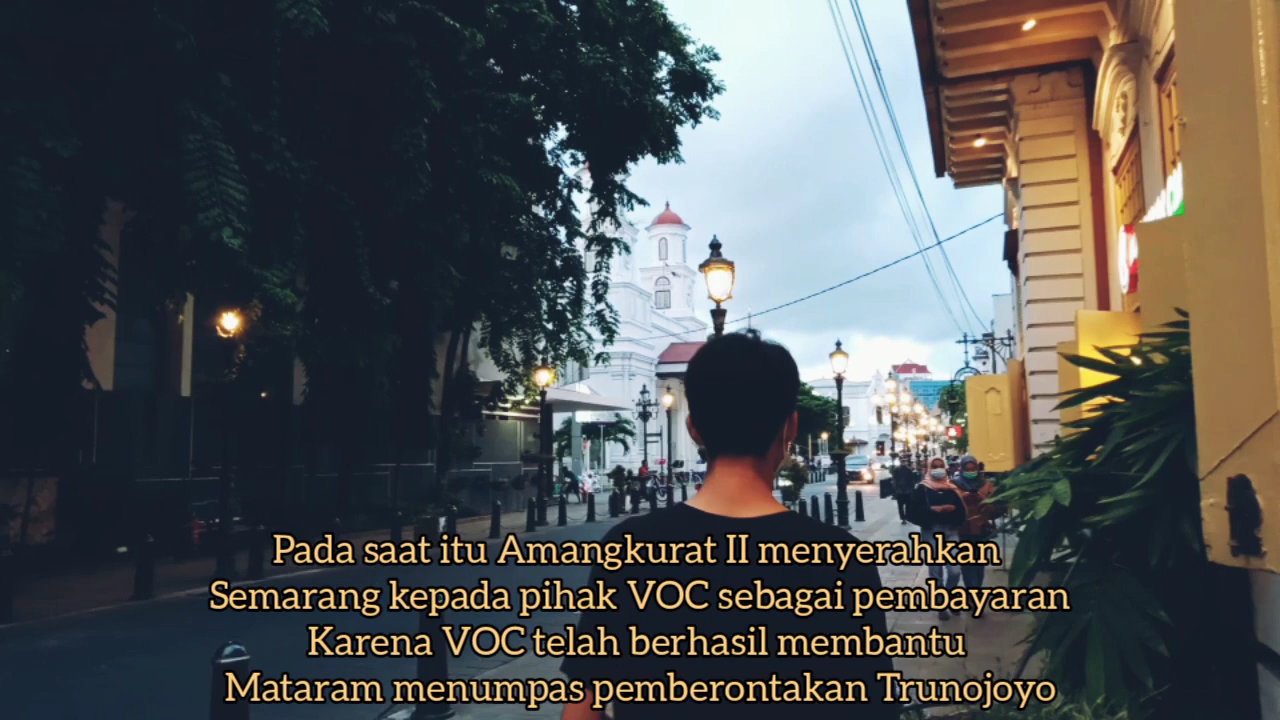 Pada saat itu Amangkurat II menyerahkan
Semarang kepada pihak VOC sebagai pembayaran
Karena VOC telah berhasil membantu
Mataram menumpas pemberontakan Trunojoyo